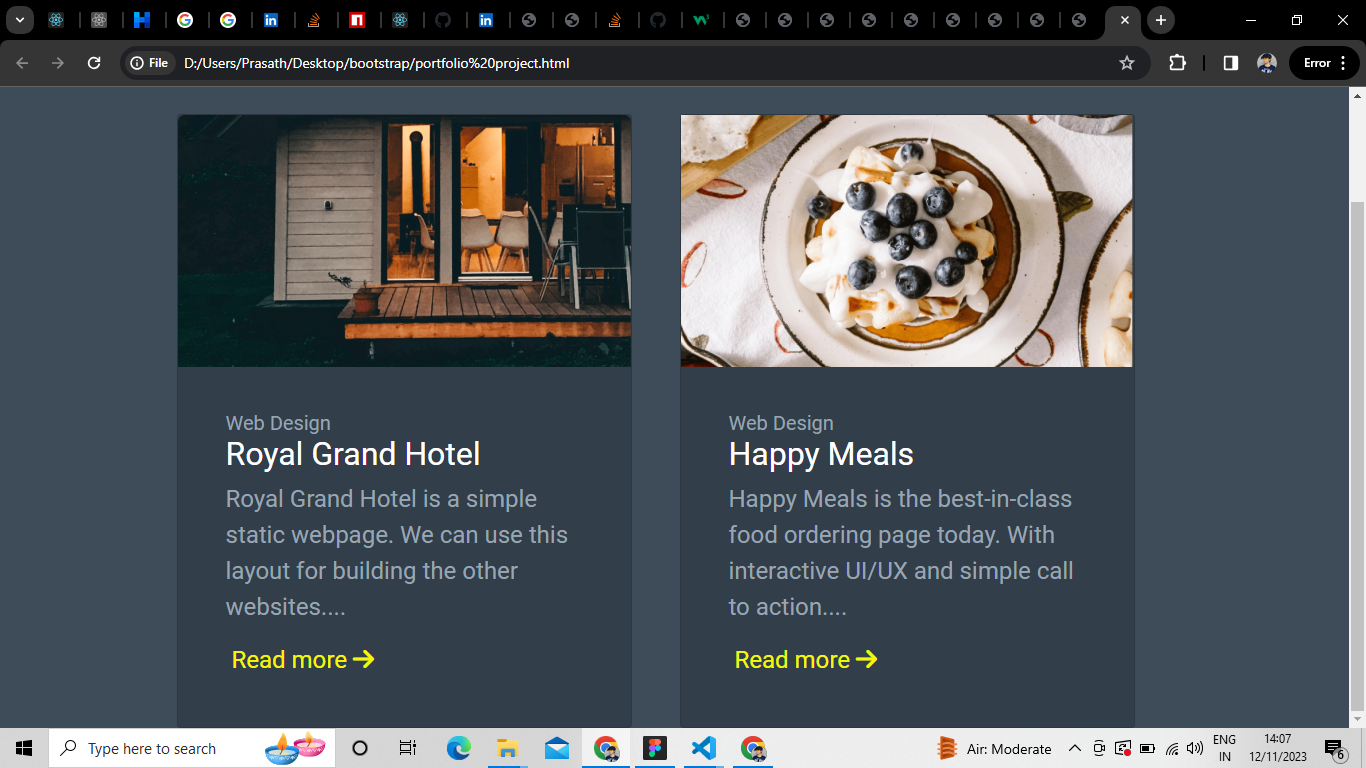 File
D:/Users/Prasath/Desktop/bootstrap/portfolio%20project.html
Error
Web Design
Royal Grand Hotel
Royal Grand Hotel is a simple
static webpage. We can use this
layout for building the other
websites....
Read more
Web Design
Happy Meals
Happy Meals is the best-in-class
food ordering page today. With
interactive UI/UX and simple call
to action....
Read more
Type here to search
Air: Moderate
ENG
IN
14:07
12/11/2023
6